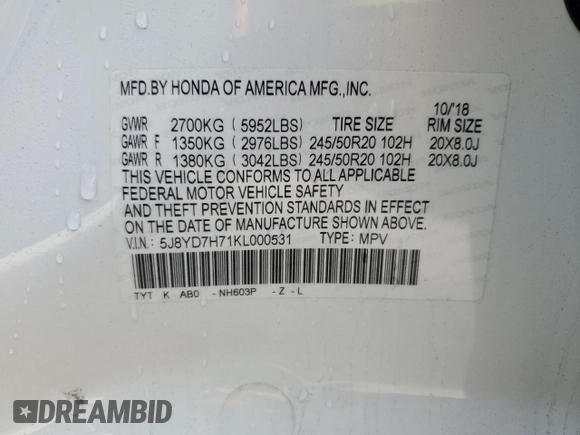 MFD. BY HONDA OF AMERICA MFG., INC.
10/'18
GVWR 2700KG ( 5952LBS) TIRE SIZE RIM SIZE
GAWR F 1350KG ( 2976LBS) 245/50R20 102H 20X8.0J
GAWR R 1380KG ( 3042LBS) 245/50R20 102H 20X8.0J
THIS VEHICLE CONFORMS TO ALL APPLICABLE
FEDERAL MOTOR VEHICLE SAFETY
AND THEFT PREVENTION STANDARDS IN EFFECT
ON THE DATE OF MANUFACTURE SHOWN ABOVE.
V.I.N.: 5J8YD7H71KL000531 TYPE: MPV
TYT K AB0 - NH603P - Z - L
DREAMBID